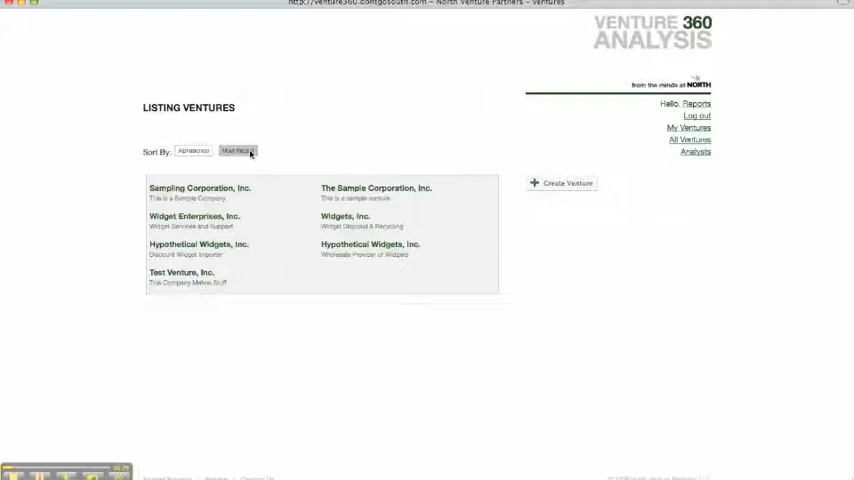 http://venture360.dontgosouth.com – North Venture Partners – Ventures
VENTURE 360
ANALYSIS
from the minds at NORTH
Hello, Reports
Log out
My Ventures
All Ventures
Analysts
LISTING VENTURES
Sort By: Alphabetical Most Recent
Create Venture
Sampling Corporation, Inc.
This is a Sample Company
The Sample Corporation, Inc.
This is a sample venture
Widget Enterprises, Inc.
Widget Services and Support
Widgets, Inc.
Widget Disposal & Recycling
Hypothetical Widgets, Inc.
Discount Widget Importer
Hypothetical Widgets, Inc.
Wholesale Provider of Widgets
Test Venture, Inc.
This Company Makes Stuff
Contact Us